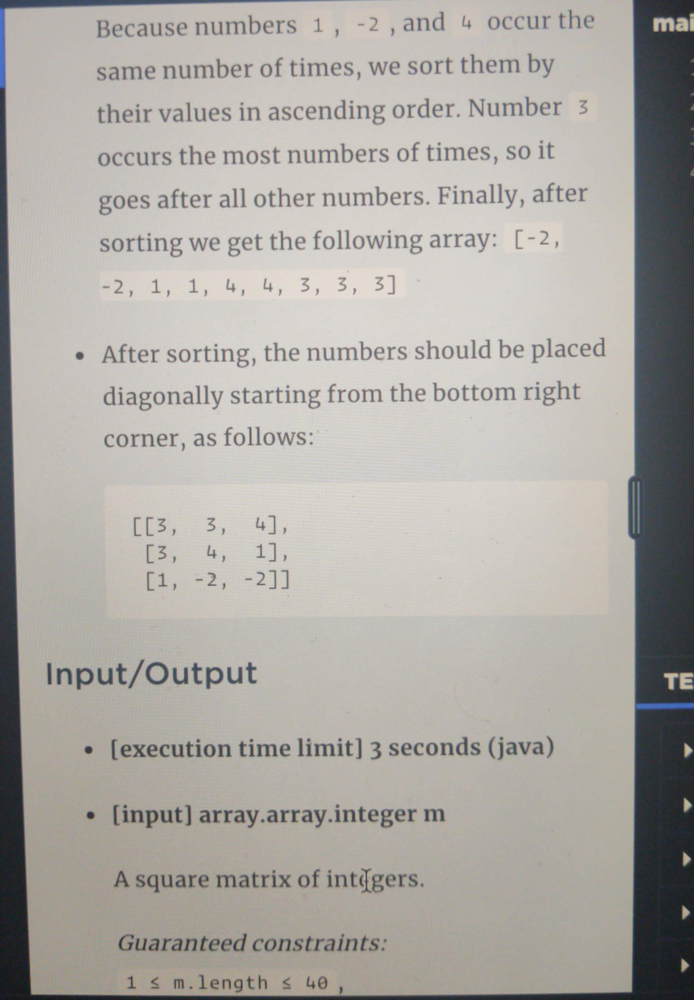 Because numbers 1 , -2 , and 4 occur the
same number of times, we sort them by
their values in ascending order. Number 3
occurs the most numbers of times, so it
goes after all other numbers. Finally, after
sorting we get the following array: [-2,
-2, 1, 1, 4, 4, 3, 3, 3]
• After sorting, the numbers should be placed
diagonally starting from the bottom right
corner, as follows:
[[3, 3, 4],
[3, 4, 1],
[1, -2, -2]]
Input/Output
• [execution time limit] 3 seconds (java)
• [input] array.array.integer m
A square matrix of integers.
Guaranteed constraints:
1 ≤ m.length ≤ 40 ,
mai
TE